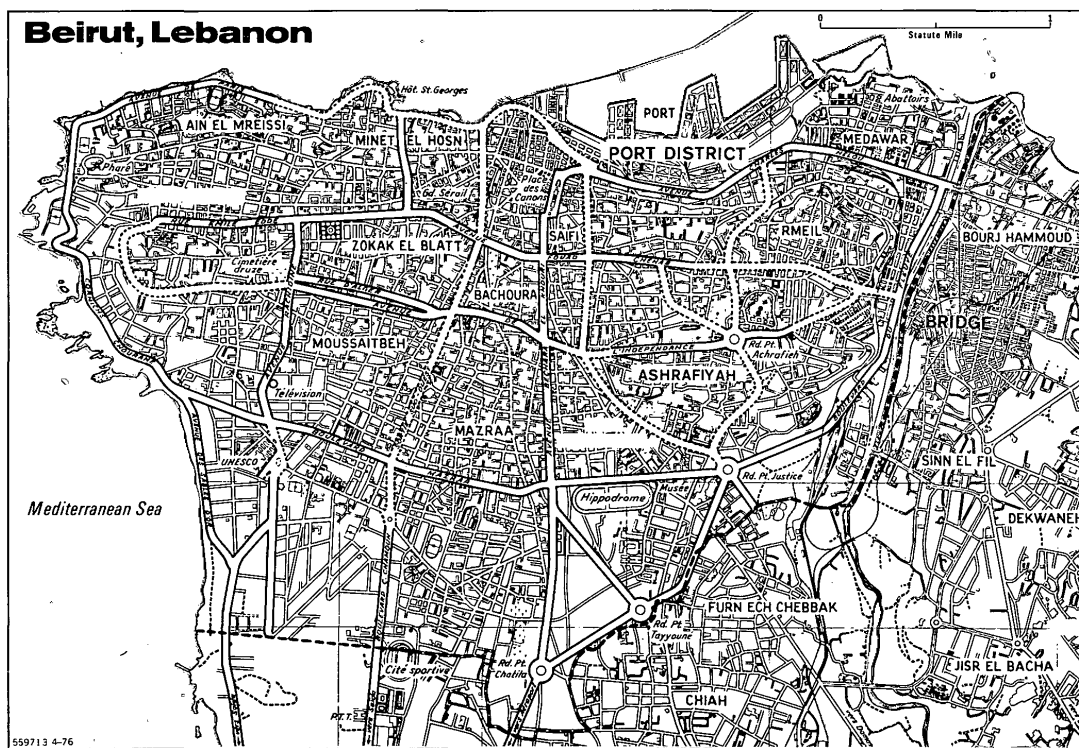 Beirut, Lebanon
0 1
Statute Mile
Hôt. St. Georges
PORT
Abattoirs
AIN EL MREISSI
MINET
EL HOSN
MEDAWAR
PORT DISTRICT
Phare
Place
des
Canons
Gd. Sérail
SAIFI
RMEIL
BOURJ HAMMOUD
ZOKAK EL BLATT
Cimetière
druze
BACHOURA
BRIDGE
MOUSSAITBEH
L'INDEPENDANCE
Rd. Pt.
Achrafieh
ASHRAFIYAH
Télévision
MAZRAA
UNESCO
SINN EL FIL
Rd. Pt. Justice
Musée
Hippodrome
Mediterranean Sea
DEKWANEH
FURN ECH CHEBBAK
Rd. Pt.
Tayyoune
Rd. Pt.
Chatila
Cité sportive
JISR EL BACHA
CHIAH
P.T.T.
559713 4-76